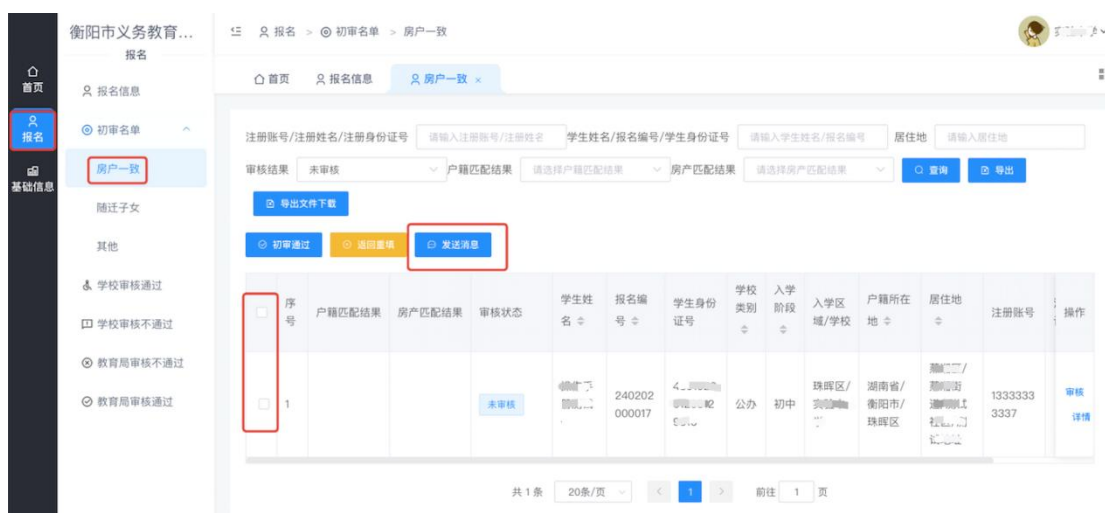 衡阳市义务教育...
报名
首页
报名
基础信息
报名信息
初审名单
房户一致
随迁子女
其他
学校审核通过
学校审核不通过
教育局审核不通过
教育局审核通过
报名 > 初审名单 > 房户一致
首页 报名信息 房户一致 ×
注册账号/注册姓名/注册身份证号 请输入注册账号/注册姓名 学生姓名/报名编号/学生身份证号 请输入学生姓名/报名编号 居住地 请输入居住地
审核结果 未审核 户籍匹配结果 请选择户籍匹配结果 房产匹配结果 请选择房产匹配结果 查询 导出
导出文件下载
初审通过 返回重填 发送消息
序号 户籍匹配结果 房产匹配结果 审核状态 学生姓名 报名编号 学生身份证号 学校类别 入学阶段 入学区域/学校 户籍所在地 居住地 注册账号 操作
1 未审核 240202000017 公办 初中 珠晖区/ 湖南省/衡阳市/珠晖区 13333333337 审核 详情
共 1 条 20条/页 < 1 > 前往 1 页